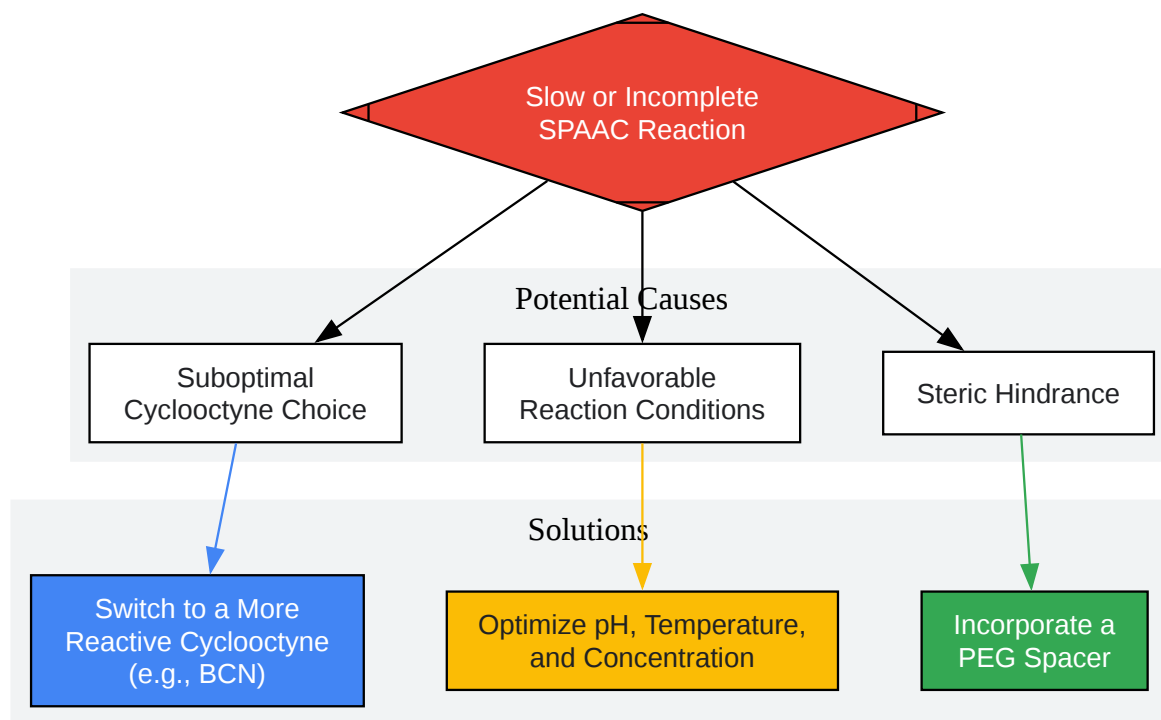 Slow or Incomplete
SPAAC Reaction
Potential Causes
Suboptimal
Cyclooctyne Choice
Unfavorable
Reaction Conditions
Steric Hindrance
Solutions
Switch to a More
Reactive Cyclooctyne
(e.g., BCN)
Optimize pH, Temperature,
and Concentration
Incorporate a
PEG Spacer